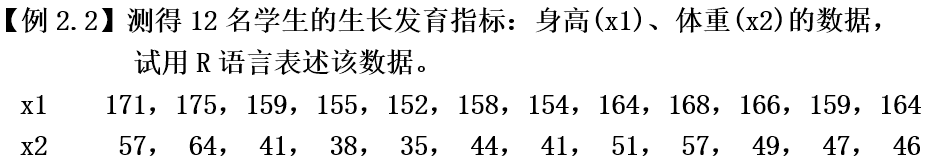 【例 2.2】测得 12 名学生的生长发育指标：身高(x1)、体重(x2)的数据，
试用 R 语言表述该数据。
x1 171，175，159，155，152，158，154，164，168，166，159，164
x2 57， 64， 41， 38， 35， 44， 41， 51， 57， 49， 47， 46